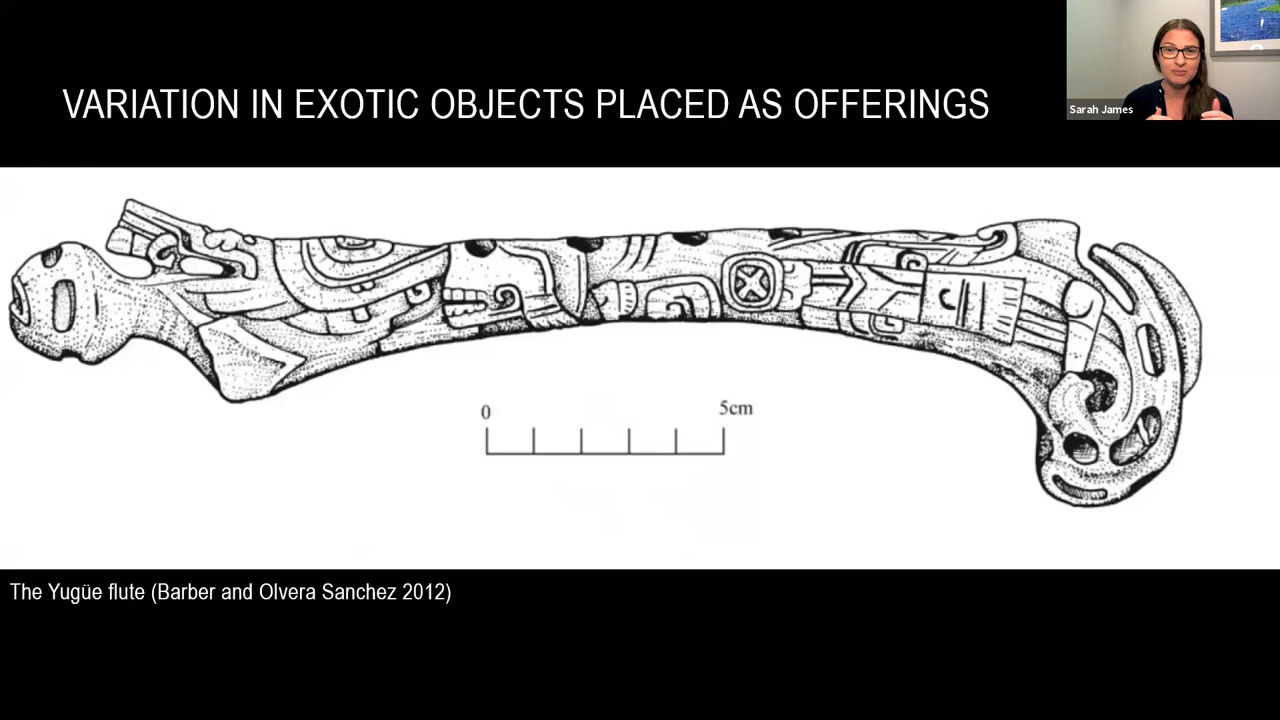 VARIATION IN EXOTIC OBJECTS PLACED AS OFFERINGS
Sarah James
0 5cm
The Yugüe flute (Barber and Olvera Sanchez 2012)